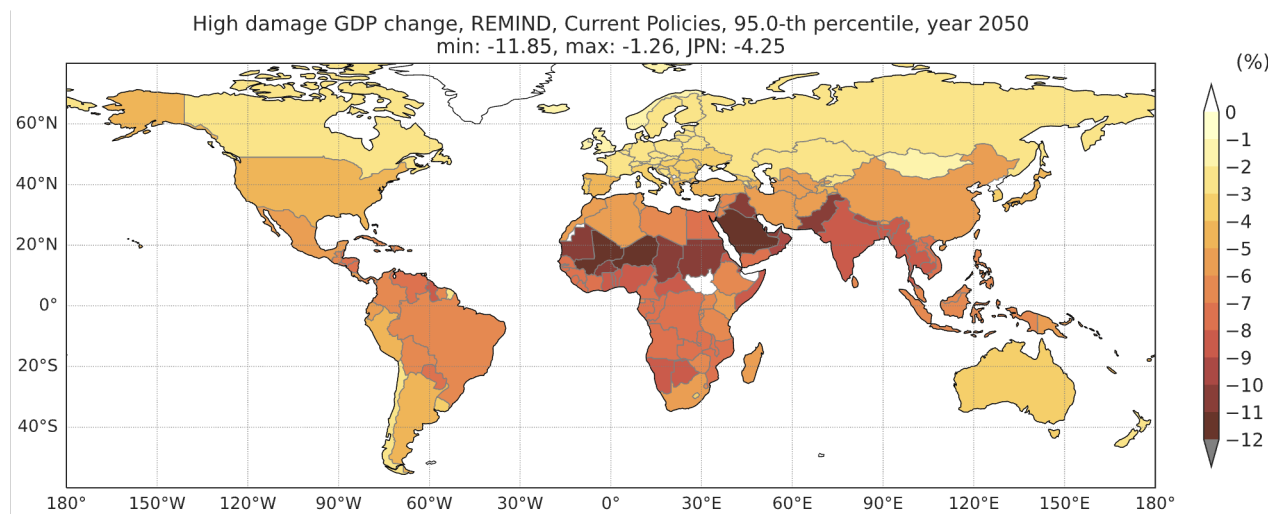 High damage GDP change, REMIND, Current Policies, 95.0-th percentile, year 2050
min: -11.85, max: -1.26, JPN: -4.25
(%)
0
−1
−2
−3
−4
−5
−6
−7
−8
−9
−10
−11
−12
60°N
40°N
20°N
0°
20°S
40°S
180° 150°W 120°W 90°W 60°W 30°W 0° 30°E 60°E 90°E 120°E 150°E 180°